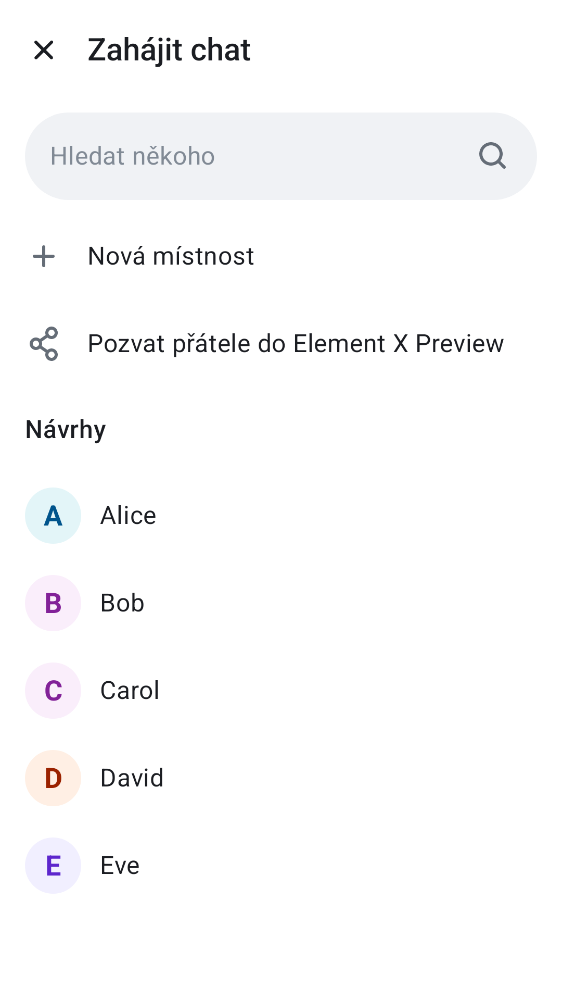 Zahájit chat
Hledat někoho
Nová místnost
Pozvat přátele do Element X Preview
Návrhy
A Alice
B Bob
C Carol
D David
E Eve